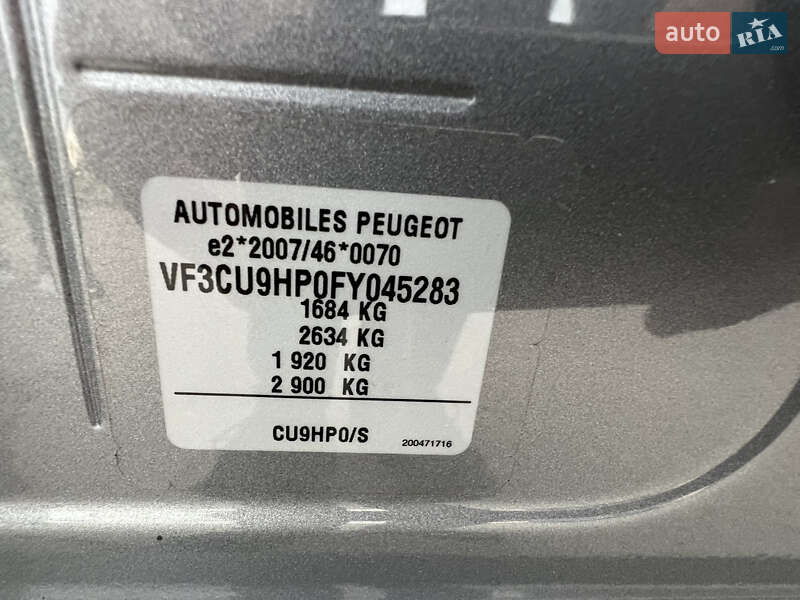 auto RIA .com
AUTOMOBILES PEUGEOT
e2*2007/46*0070
VF3CU9HP0FY045283
1684 KG
2634 KG
1 920 KG
2 900 KG
CU9HP0/S 200471716